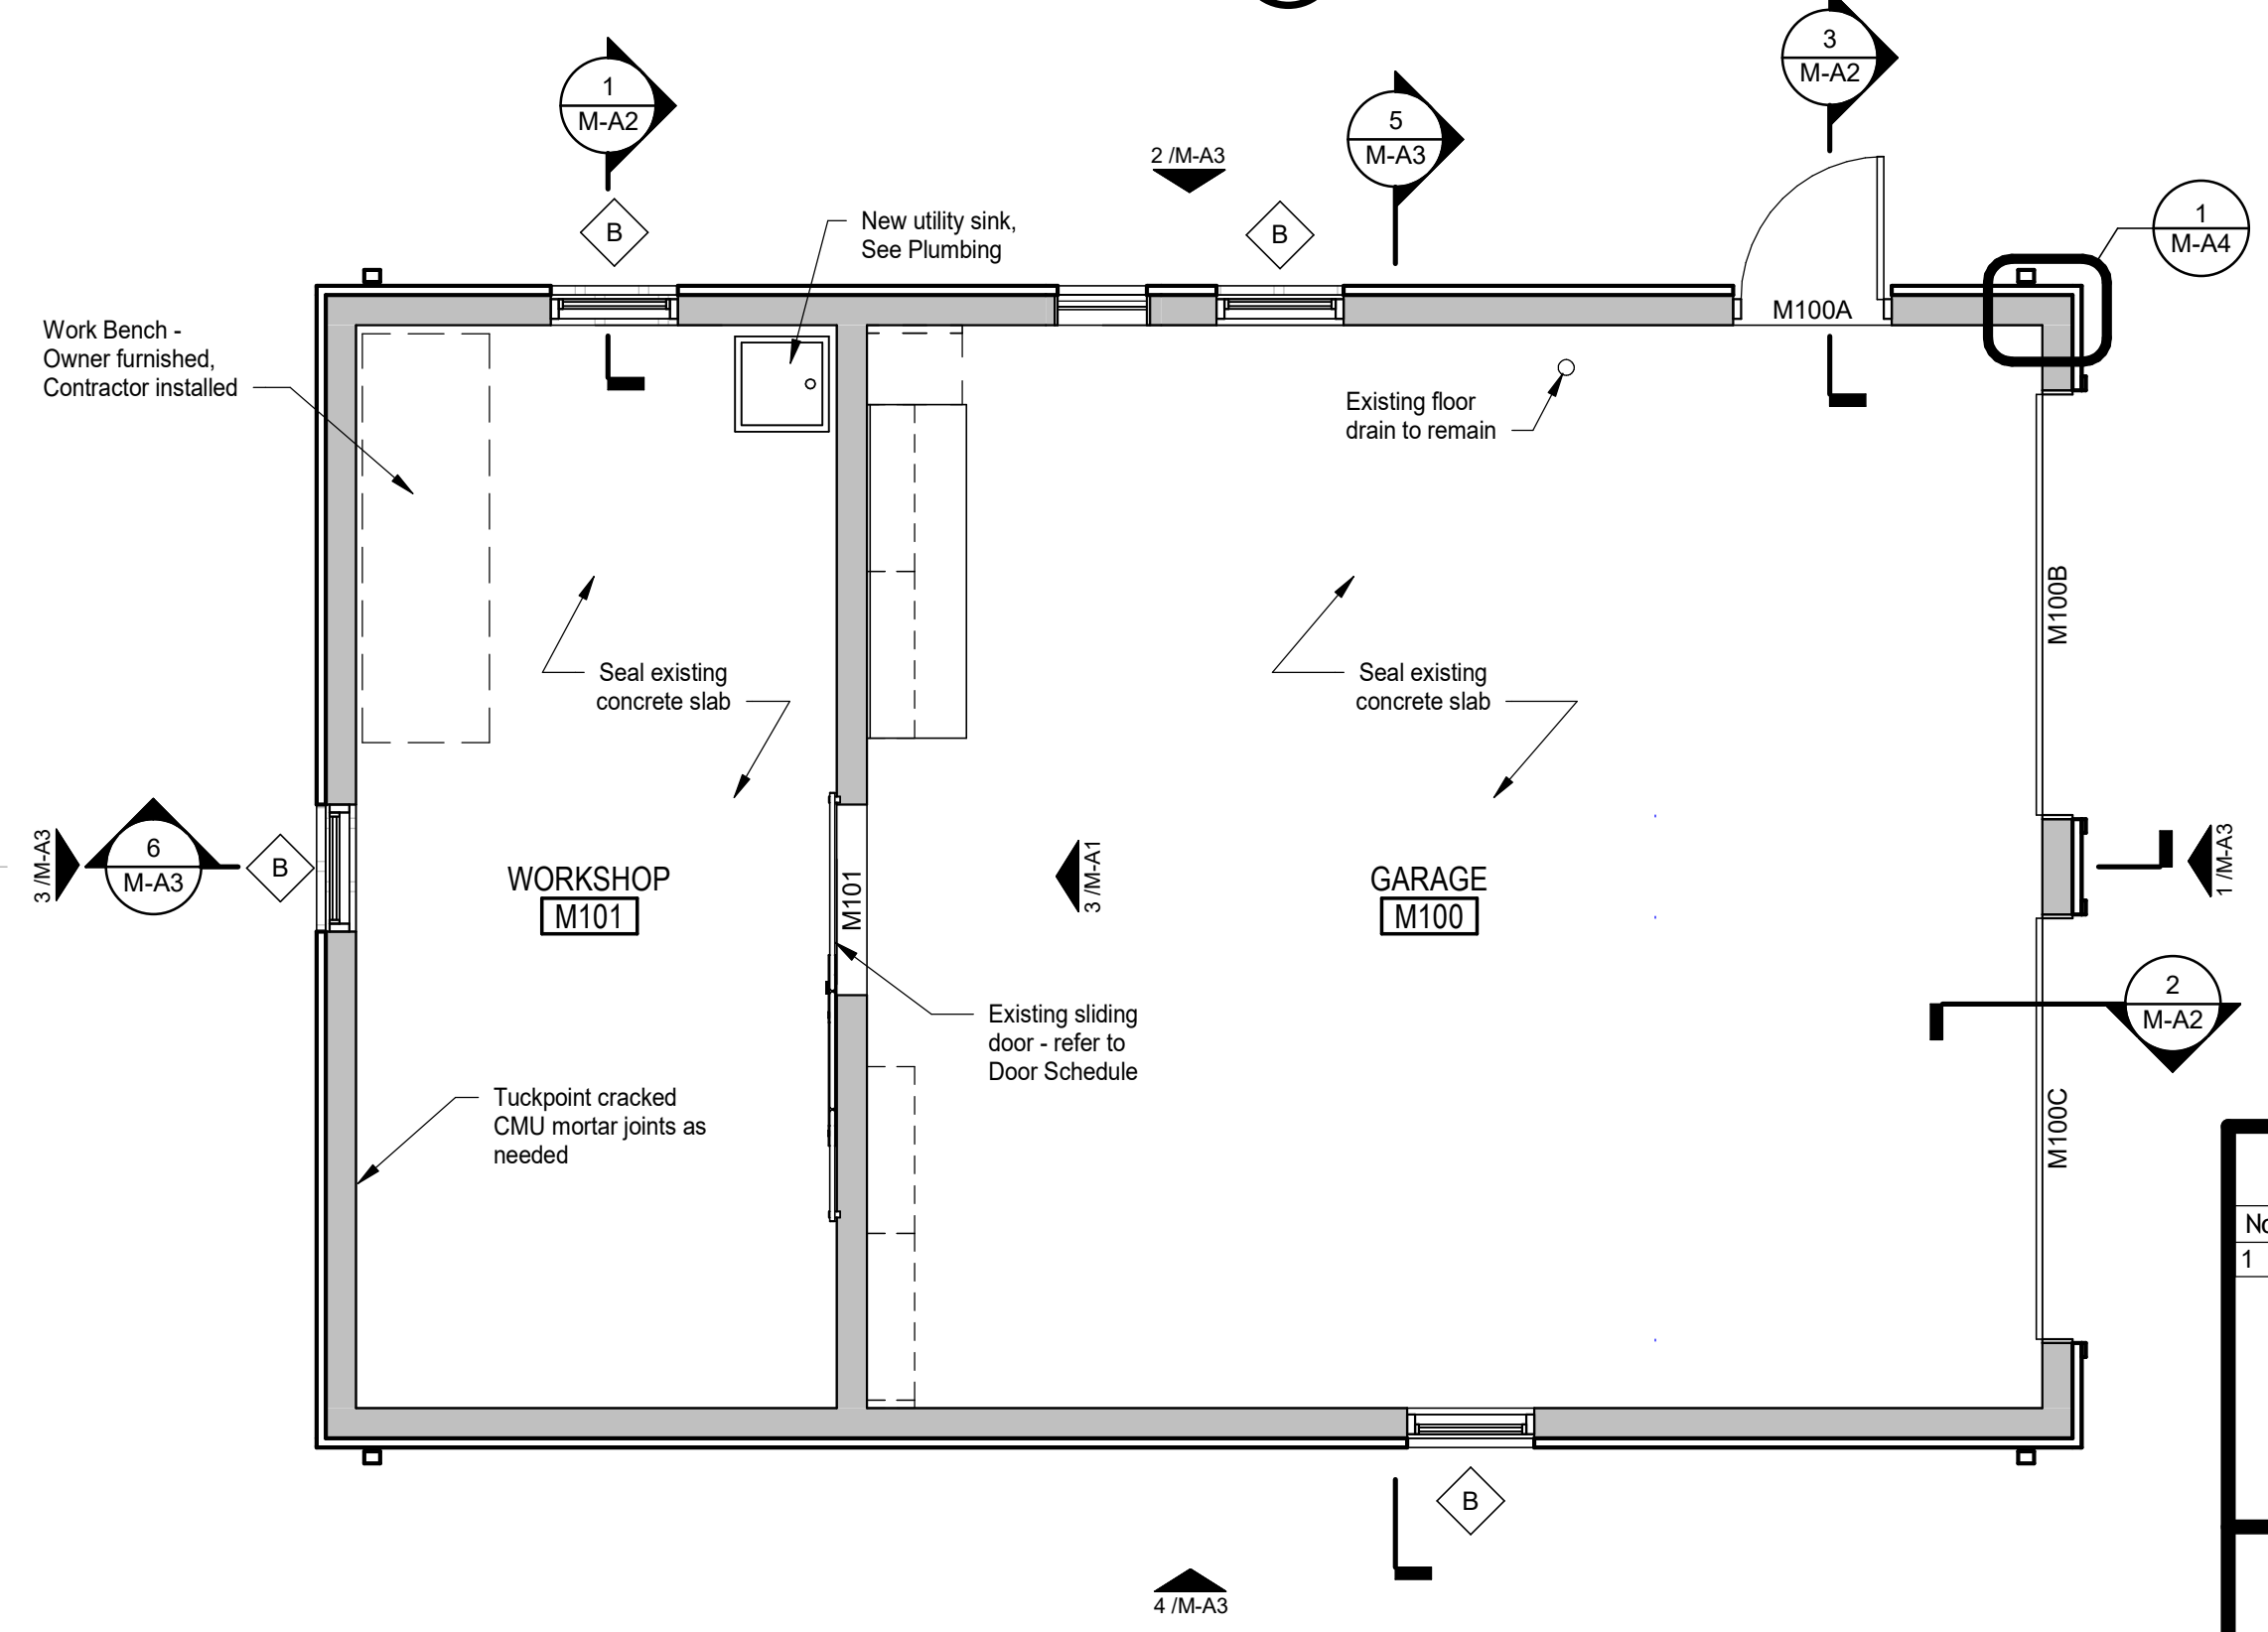 3
M-A2
1
M-A2
5
M-A3
2 /M-A3
1
M-A4
B
B
New utility sink,
See Plumbing
M100A
Work Bench -
Owner furnished,
Contractor installed
Existing floor
drain to remain
M100B
Seal existing
concrete slab
Seal existing
concrete slab
3 /M-A3
6
M-A3
B
WORKSHOP
M101
M101
3 /M-A1
GARAGE
M100
1 /M-A3
2
M-A2
Existing sliding
door - refer to
Door Schedule
Tuckpoint cracked
CMU mortar joints as
needed
M100C
1
B
4 /M-A3